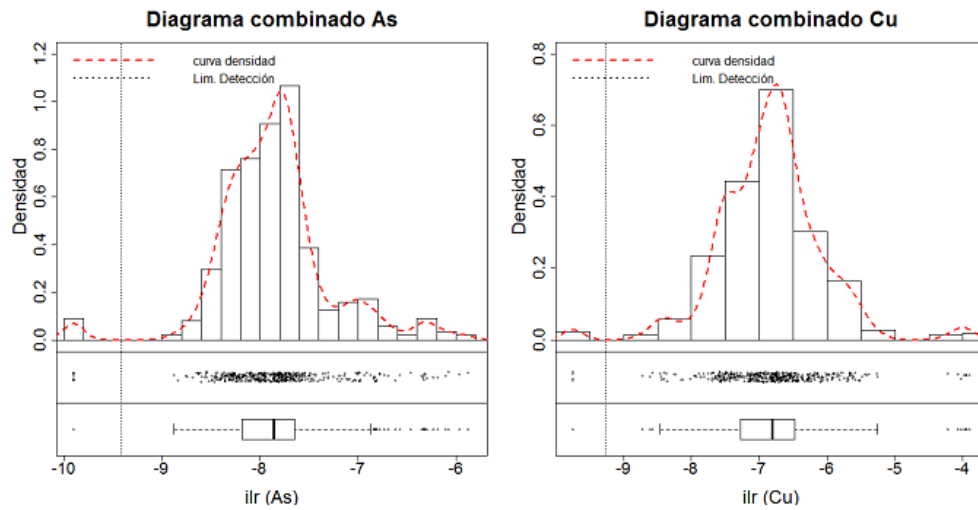 Diagrama combinado As
1.2
1.0
0.8
0.6
0.4
0.2
0.0
Densidad
curva densidad
Lim. Detección
-10
-9
-8
-7
-6
ilr (As)
Diagrama combinado Cu
0.8
0.6
0.4
0.2
0.0
Densidad
curva densidad
Lim. Detección
-9
-8
-7
-6
-5
-4
ilr (Cu)